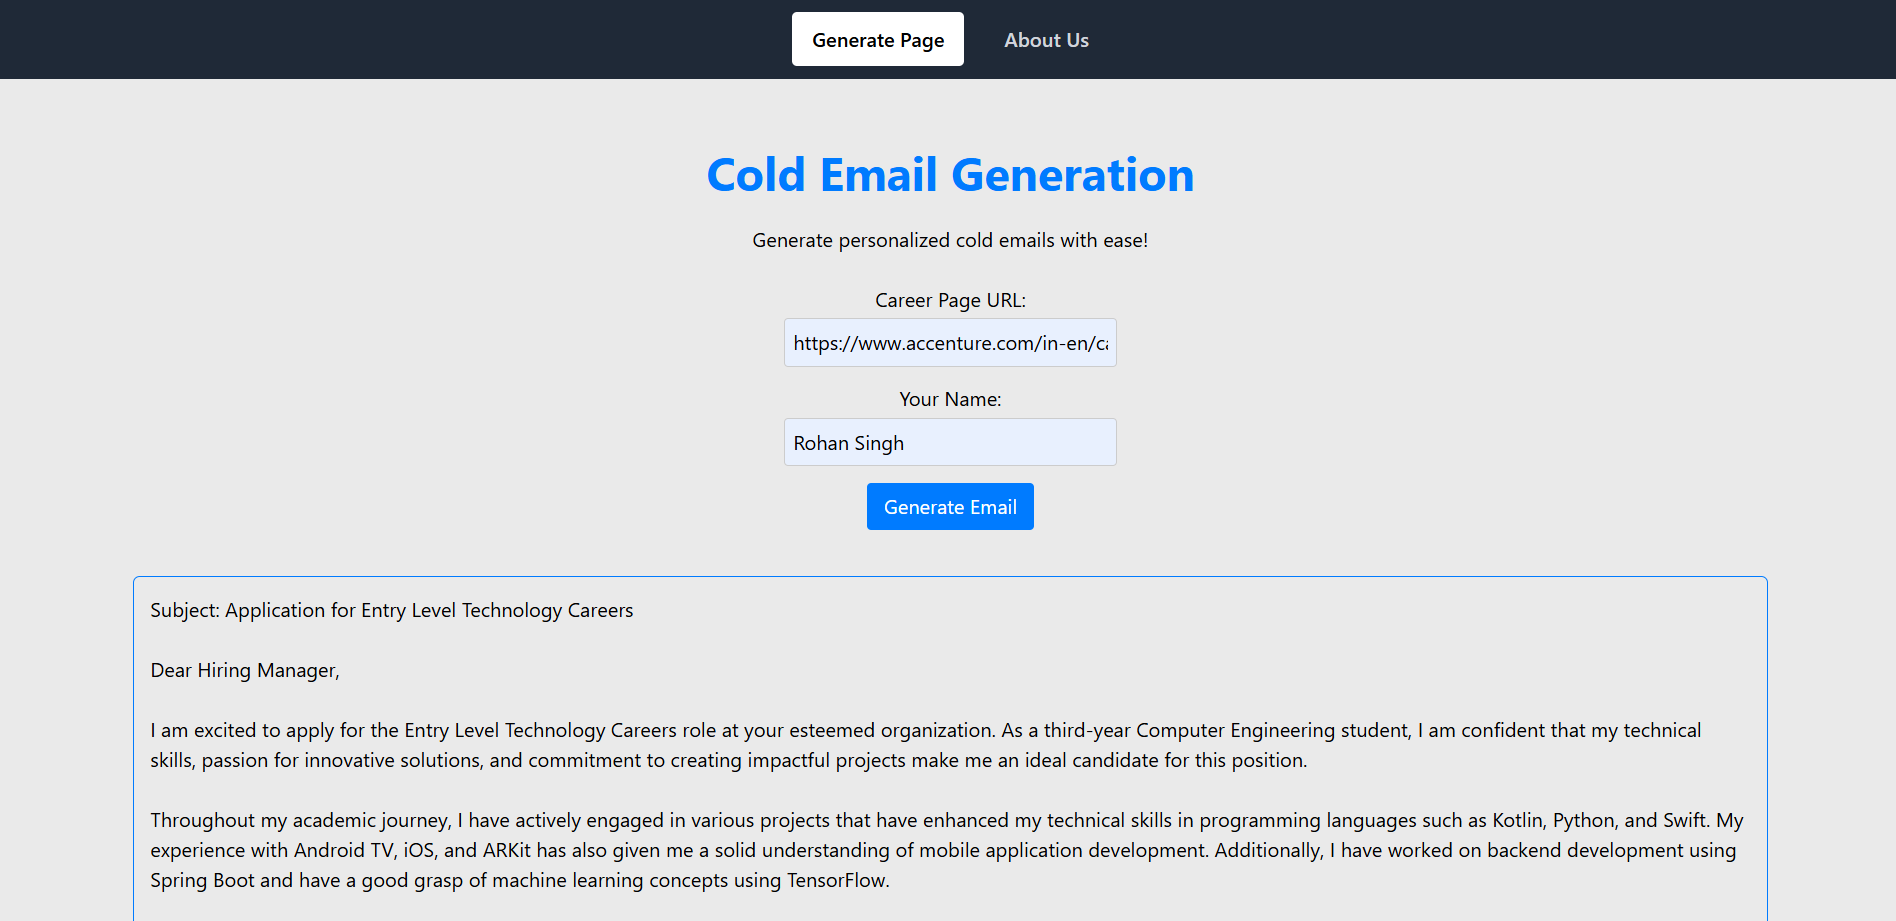 Generate Page
About Us
Cold Email Generation
Generate personalized cold emails with ease!
Career Page URL:
https://www.accenture.com/in-en/ca
Your Name:
Rohan Singh
Generate Email
Subject: Application for Entry Level Technology Careers
Dear Hiring Manager,
I am excited to apply for the Entry Level Technology Careers role at your esteemed organization. As a third-year Computer Engineering student, I am confident that my technical
skills, passion for innovative solutions, and commitment to creating impactful projects make me an ideal candidate for this position.
Throughout my academic journey, I have actively engaged in various projects that have enhanced my technical skills in programming languages such as Kotlin, Python, and Swift. My
experience with Android TV, iOS, and ARKit has also given me a solid understanding of mobile application development. Additionally, I have worked on backend development using
Spring Boot and have a good grasp of machine learning concepts using TensorFlow.